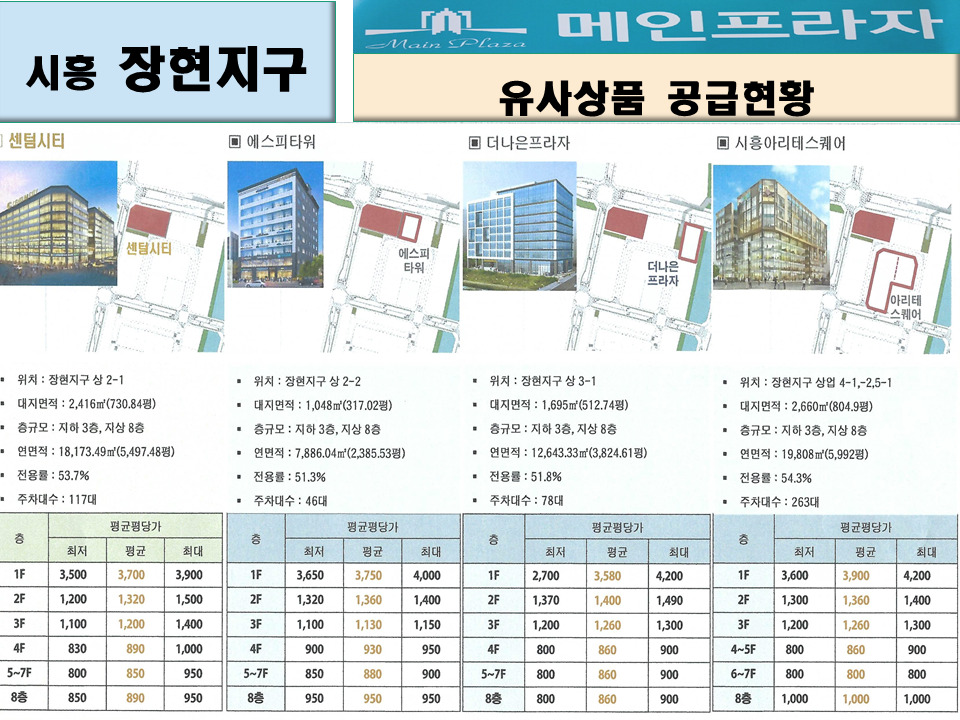 시흥 장현지구
Main Plaza
메인프라자
유사상품 공급현황
센텀시티
센텀시티
▪ 위치 : 장현지구 상 2-1
▪ 대지면적 : 2,416㎡(730.84평)
▪ 층규모 : 지하 3층, 지상 8층
▪ 연면적 : 18,173.49㎡(5,497.48평)
▪ 전용률 : 53.7%
▪ 주차대수 : 117대
층 평균평당가
최저 평균 최대
1F 3,500 3,700 3,900
2F 1,200 1,320 1,500
3F 1,100 1,200 1,400
4F 830 890 1,000
5~7F 800 850 950
8층 850 890 950
▣ 에스피타워
에스피
타워
▪ 위치 : 장현지구 상 2-2
▪ 대지면적 : 1,048㎡(317.02평)
▪ 층규모 : 지하 3층, 지상 8층
▪ 연면적 : 7,886.04㎡(2,385.53평)
▪ 전용률 : 51.3%
▪ 주차대수 : 46대
층 평균평당가
최저 평균 최대
1F 3,650 3,750 4,000
2F 1,320 1,360 1,400
3F 1,100 1,130 1,150
4F 900 930 950
5~7F 850 880 900
8층 950 950 950
▣ 더나은프라자
더나은
프라자
▪ 위치 : 장현지구 상 3-1
▪ 대지면적 : 1,695㎡(512.74평)
▪ 층규모 : 지하 3층, 지상 8층
▪ 연면적 : 12,643.33㎡(3,824.61평)
▪ 전용률 : 51.8%
▪ 주차대수 : 78대
층 평균평당가
최저 평균 최대
1F 2,700 3,580 4,200
2F 1,370 1,400 1,490
3F 1,200 1,260 1,300
4F 800 860 900
5~7F 800 860 900
8층 800 860 900
▣ 시흥아리테스퀘어
아리테
스퀘어
▪ 위치 : 장현지구 상업 4-1,-2,5-1
▪ 대지면적 : 2,660㎡(804.9평)
▪ 층규모 : 지하 3층, 지상 8층
▪ 연면적 : 19,808㎡(5,992평)
▪ 전용률 : 54.3%
▪ 주차대수 : 263대
층 평균평당가
최저 평균 최대
1F 3,600 3,900 4,200
2F 1,300 1,360 1,400
3F 1,200 1,260 1,300
4~5F 800 860 900
6~7F 800 800 800
8층 1,000 1,000 1,000